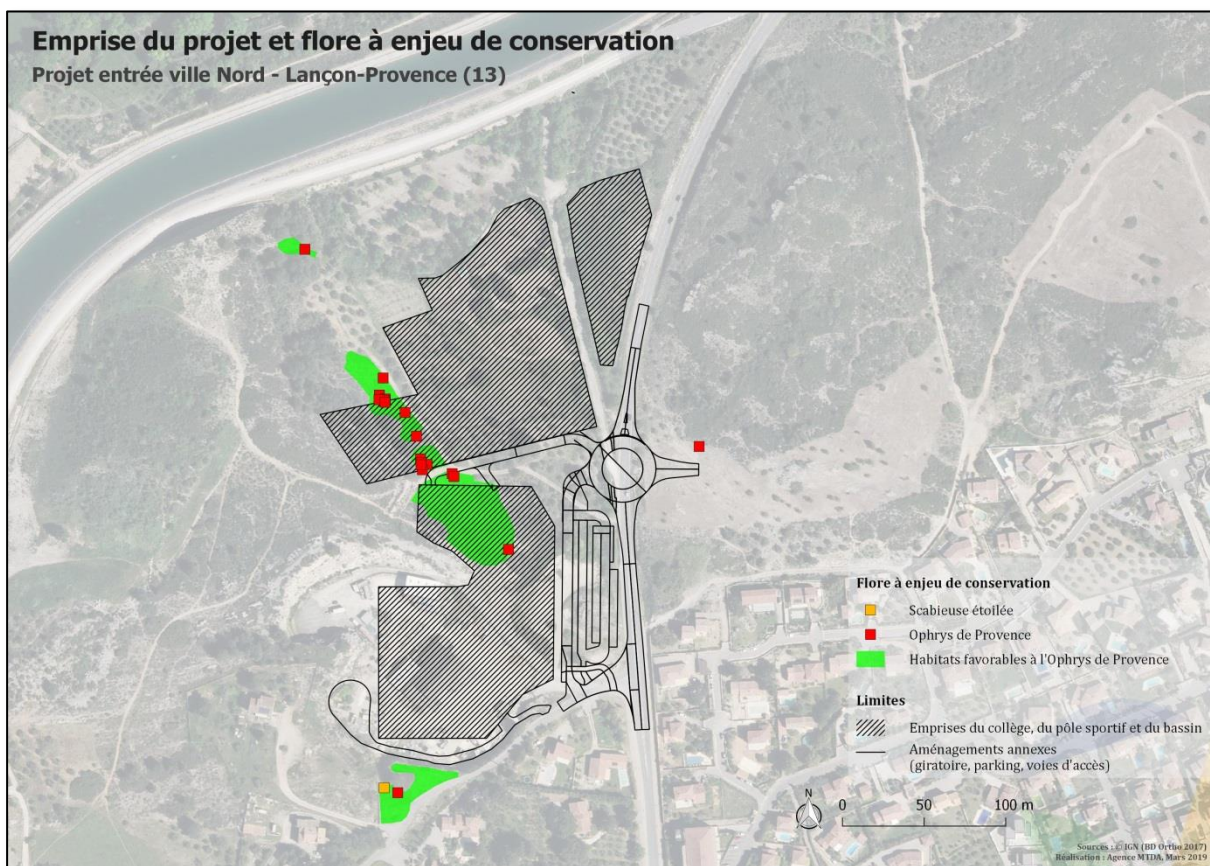 Emprise du projet et flore à enjeu de conservation
Projet entrée ville Nord - Lançon-Provence (13)
Flore à enjeu de conservation
Scabieuse étoilée
Ophrys de Provence
Habitats favorables à l'Ophrys de Provence
Limites
Emprises du collège, du pôle sportif et du bassin
Aménagements annexes
(giratoire, parking, voies d'accès)
N
0 50 100 m
Sources : © IGN (BD Ortho 2017)
Réalisation : Agence MTDA, Mars 2019